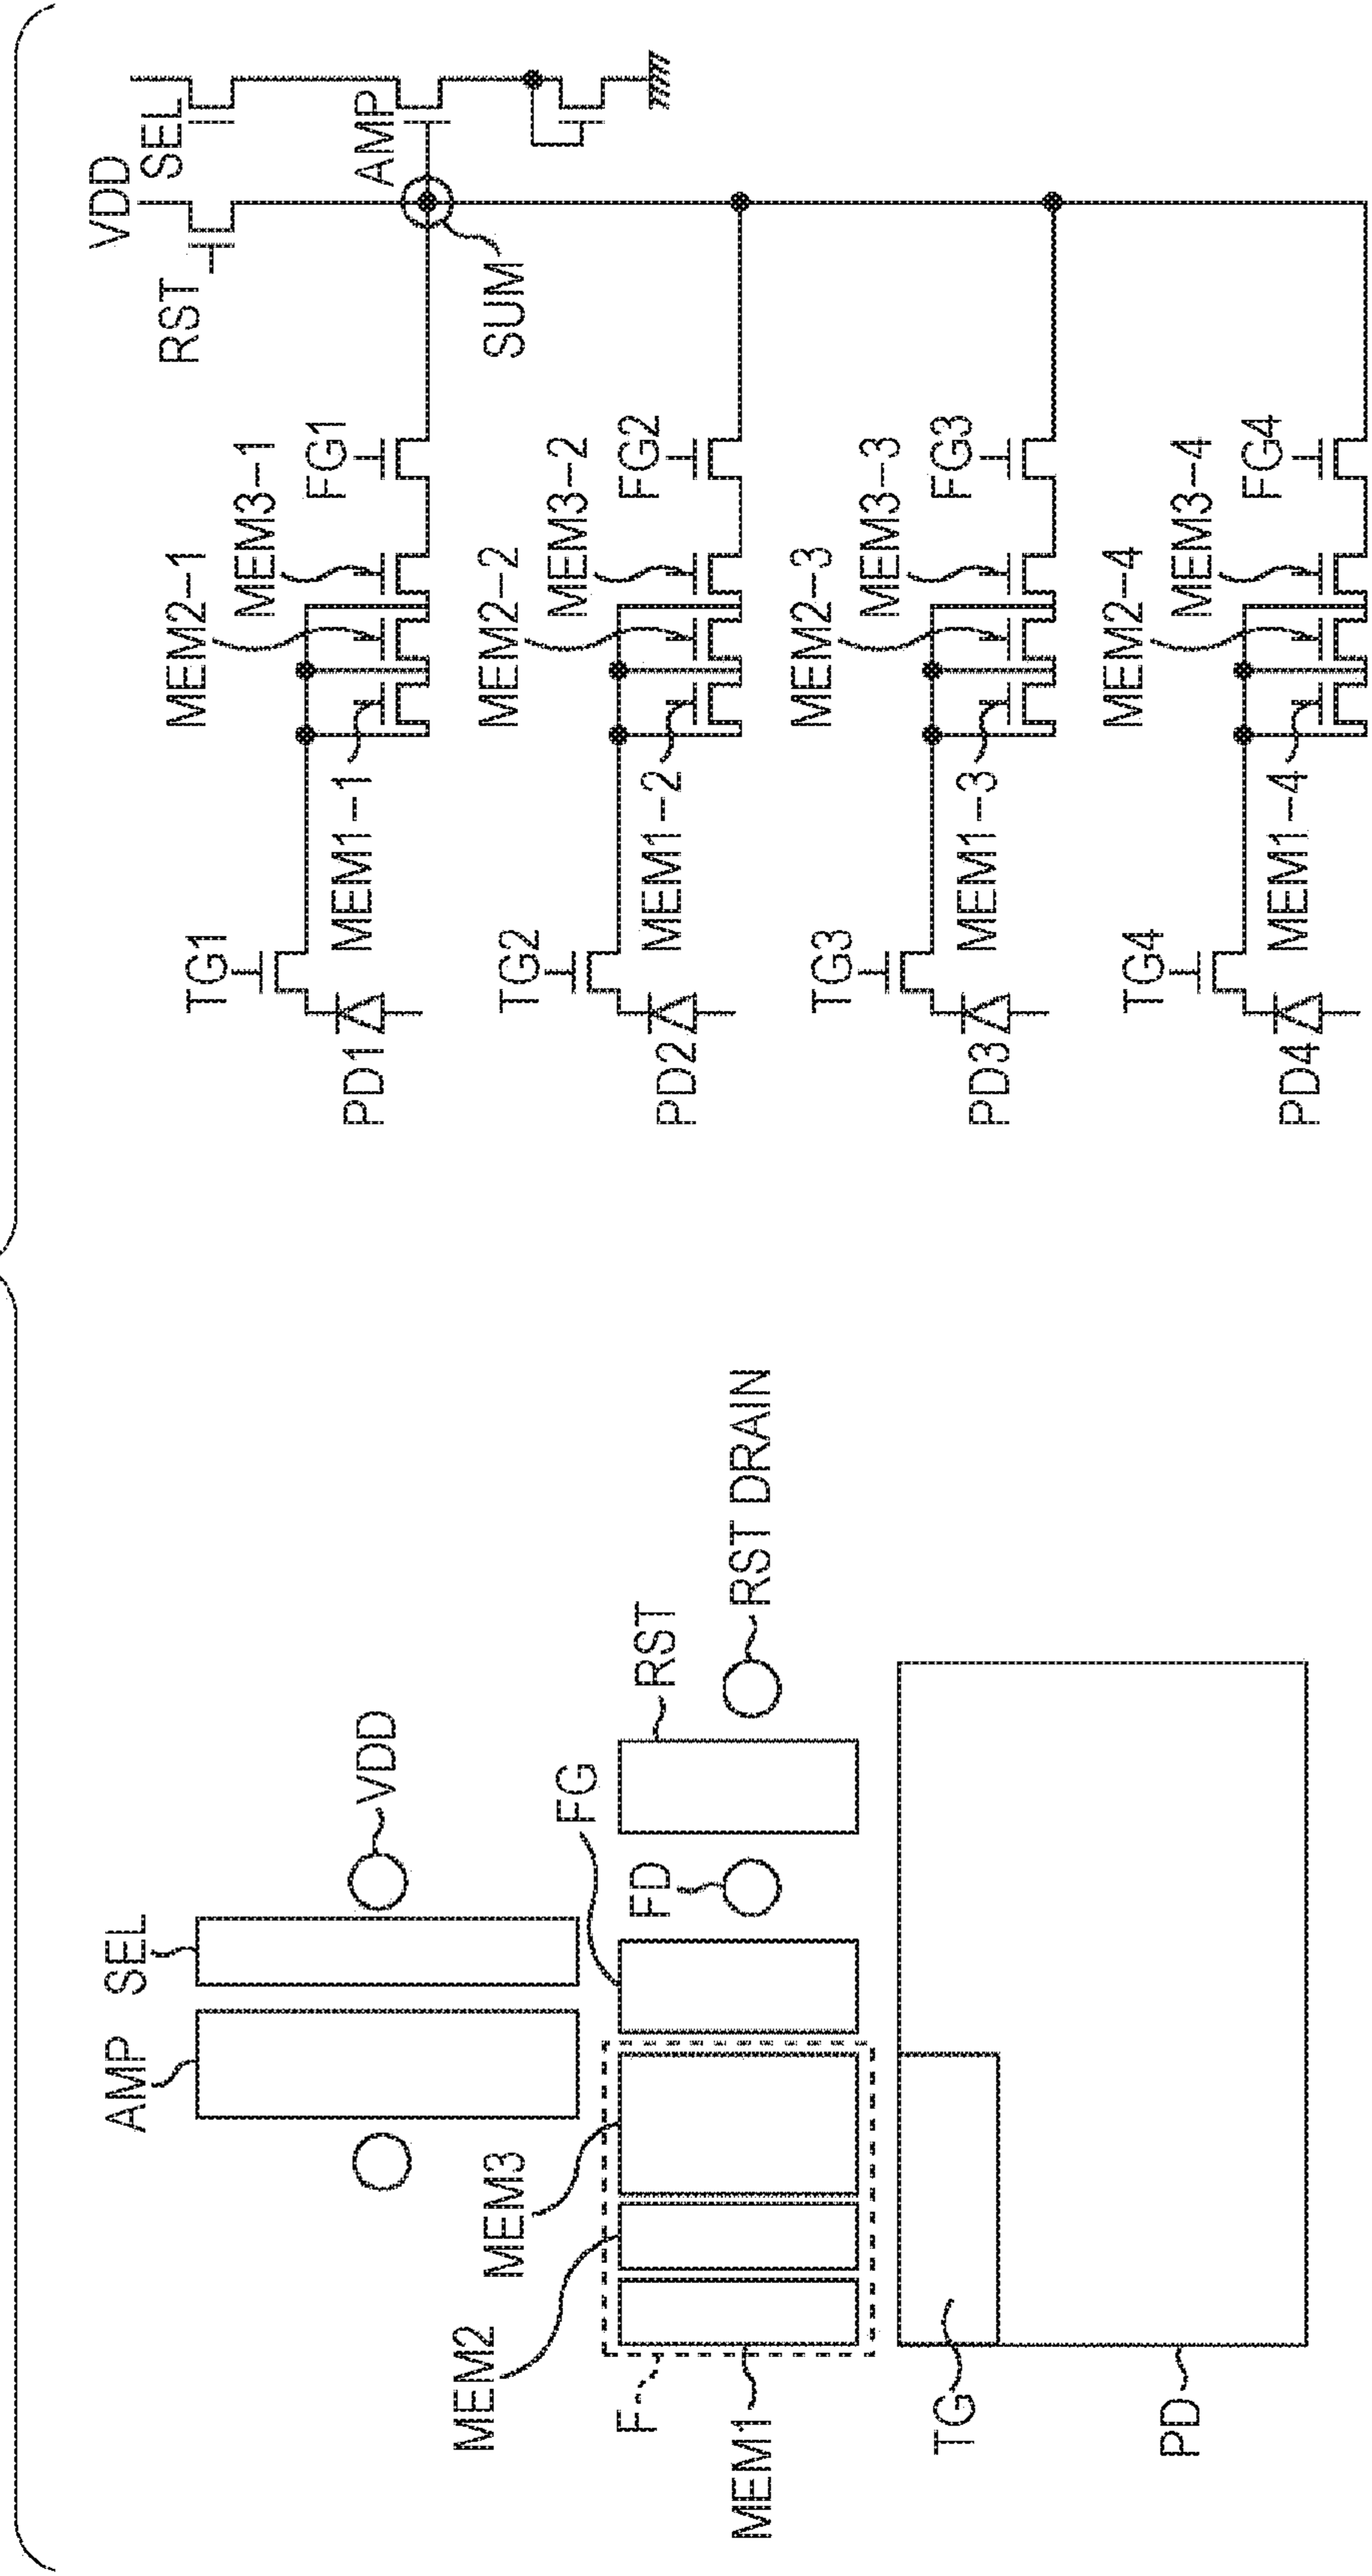 AMP
SEL
VDD
MEM2
MEM3
FG
F
FD
RST
MEM1
RST DRAIN
TG
PD
VDD
SEL
RST
AMP
SUM
MEM2–1
MEM3–1
FG1
TG1
MEM1–1
PD1
MEM2–2
MEM3–2
FG2
TG2
MEM1–2
PD2
MEM2–3
MEM3–3
FG3
TG3
MEM1–3
PD3
MEM2–4
MEM3–4
FG4
TG4
MEM1–4
PD4